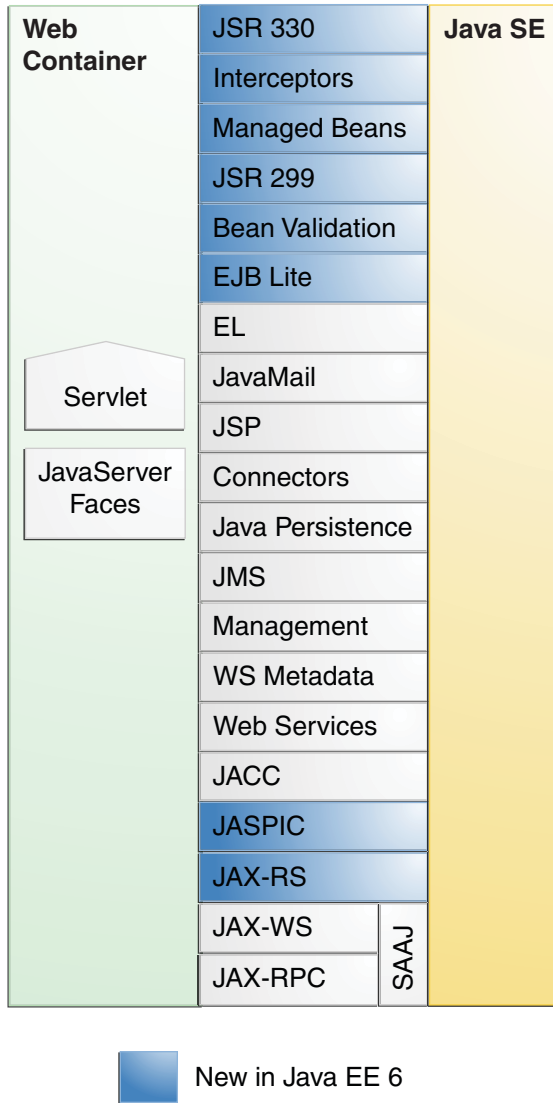 Web
Container
Servlet
JavaServer
Faces
JSR 330
Interceptors
Managed Beans
JSR 299
Bean Validation
EJB Lite
EL
JavaMail
JSP
Connectors
Java Persistence
JMS
Management
WS Metadata
Web Services
JACC
JASPIC
JAX-RS
JAX-WS
JAX-RPC
SAAJ
Java SE
New in Java EE 6